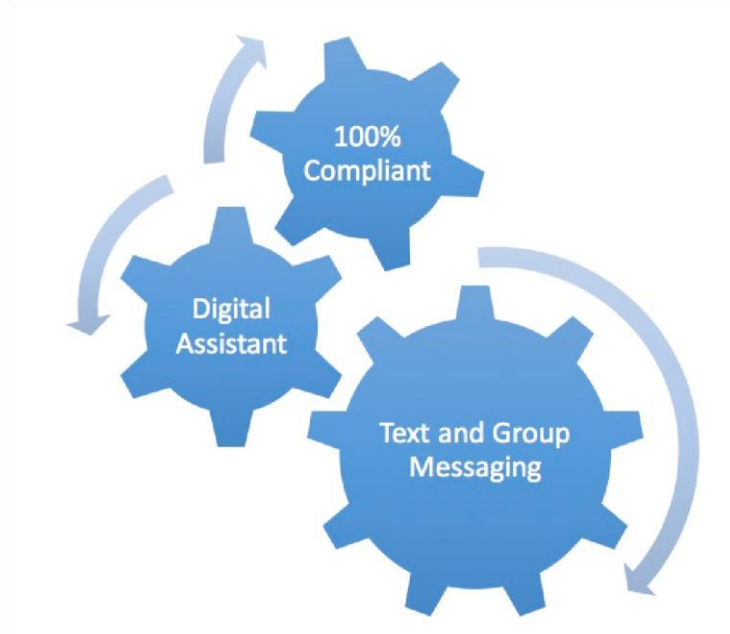 100%
Compliant
Digital
Assistant
Text and Group
Messaging